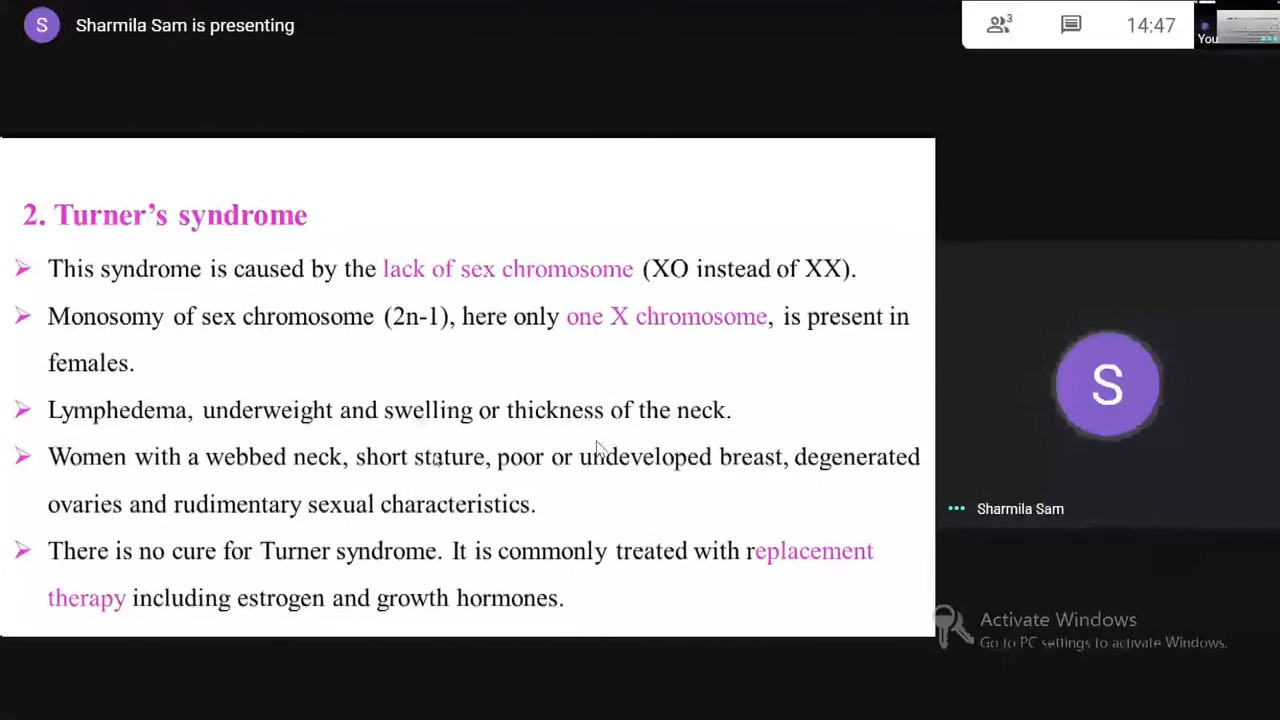 S Sharmila Sam is presenting
3
14:47
You
2. Turner's syndrome
➢ This syndrome is caused by the lack of sex chromosome (XO instead of XX).
➢ Monosomy of sex chromosome (2n-1), here only one X chromosome, is present in
females.
➢ Lymphedema, underweight and swelling or thickness of the neck.
➢ Women with a webbed neck, short stature, poor or undeveloped breast, degenerated
ovaries and rudimentary sexual characteristics.
➢ There is no cure for Turner syndrome. It is commonly treated with replacement
therapy including estrogen and growth hormones.
S
Sharmila Sam
Activate Windows
Go to PC settings to activate Windows.